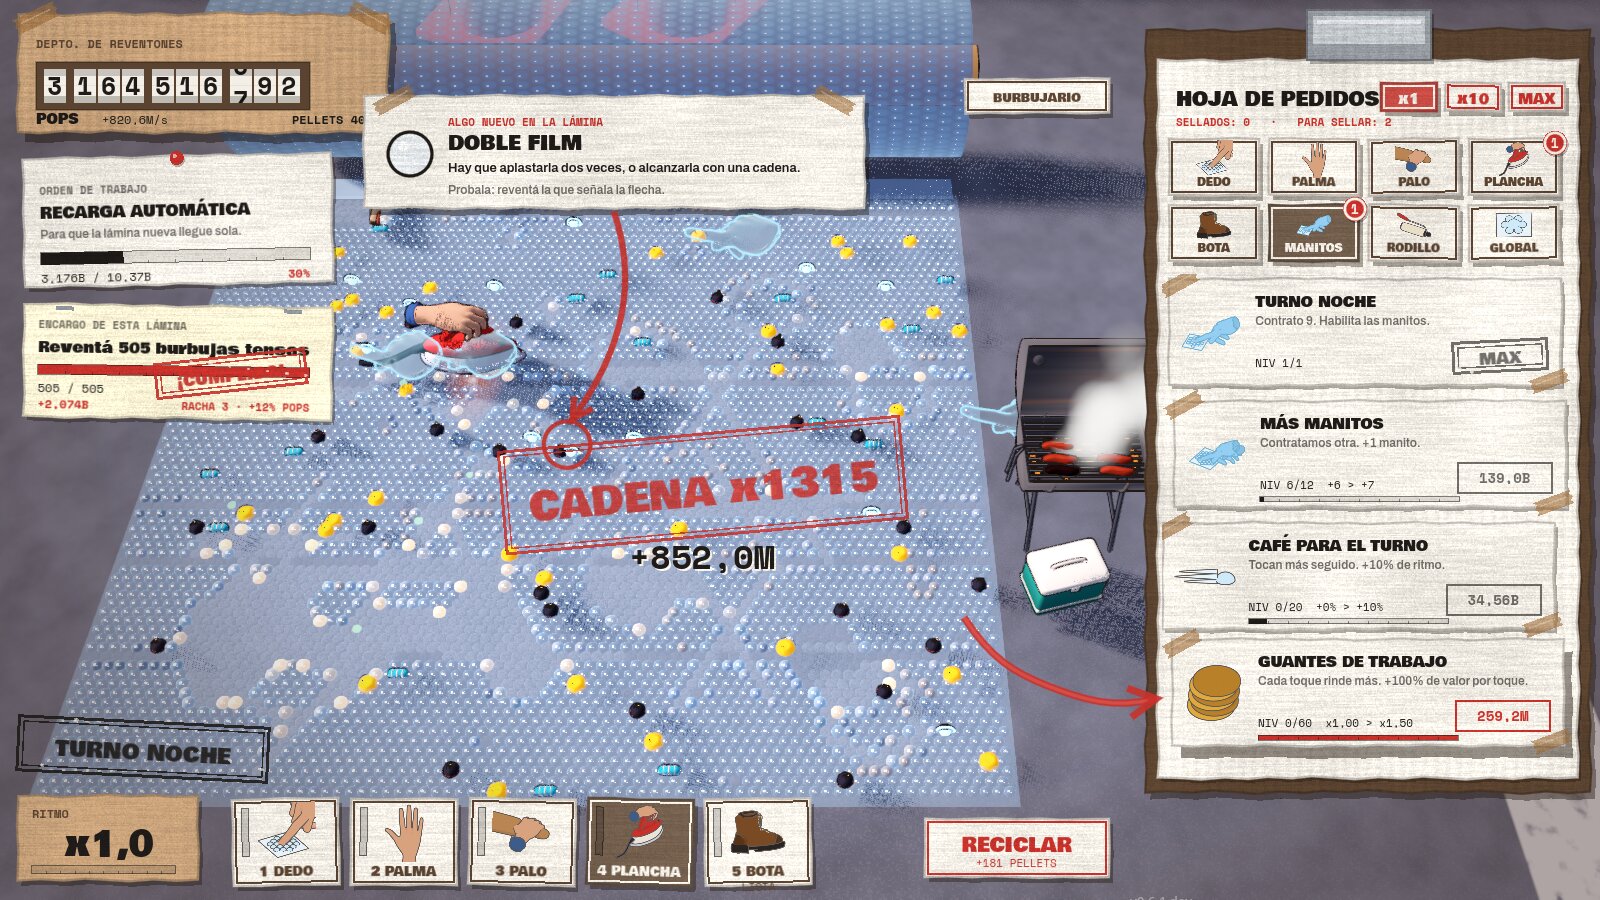 DEPTO. DE REVENTONES
3 164 516 92
POPS +820,6M/s PELLETS 40
ORDEN DE TRABAJO
RECARGA AUTOMÁTICA
Para que la lámina nueva llegue sola.
3,176B / 10,37B 30%
ENCARGO DE ESTA LÁMINA
Reventá 505 burbujas tensas
505 / 505
+2,074B RACHA 3 · +12% POPS
ALGO NUEVO EN LA LÁMINA
DOBLE FILM
Hay que aplastarla dos veces, o alcanzarla con una cadena.
Probala: reventá la que señala la flecha.
BURBUJARIO
CADENA x1315
+852,0M
TURNO NOCHE
RITMO
x1,0
1 DEDO
2 PALMA
3 PALO
4 PLANCHA
5 BOTA
RECICLAR
+181 PELLETS
HOJA DE PEDIDOS x1 x10 MAX
SELLADOS: 0 · PARA SELLAR: 2
DEDO PALMA PALO PLANCHA 1
BOTA MANITOS 1 RODILLO GLOBAL
TURNO NOCHE
Contrato 9. Habilita las manitos.
NIV 1/1 MAX
MÁS MANITOS
Contratamos otra. +1 manito.
NIV 6/12 +6 > +7 139,0B
CAFÉ PARA EL TURNO
Tocan más seguido. +10% de ritmo.
NIV 0/20 +0% > +10% 34,56B
GUANTES DE TRABAJO
Cada toque rinde más. +100% de valor por toque.
NIV 0/60 x1,00 > x1,50 259,2M